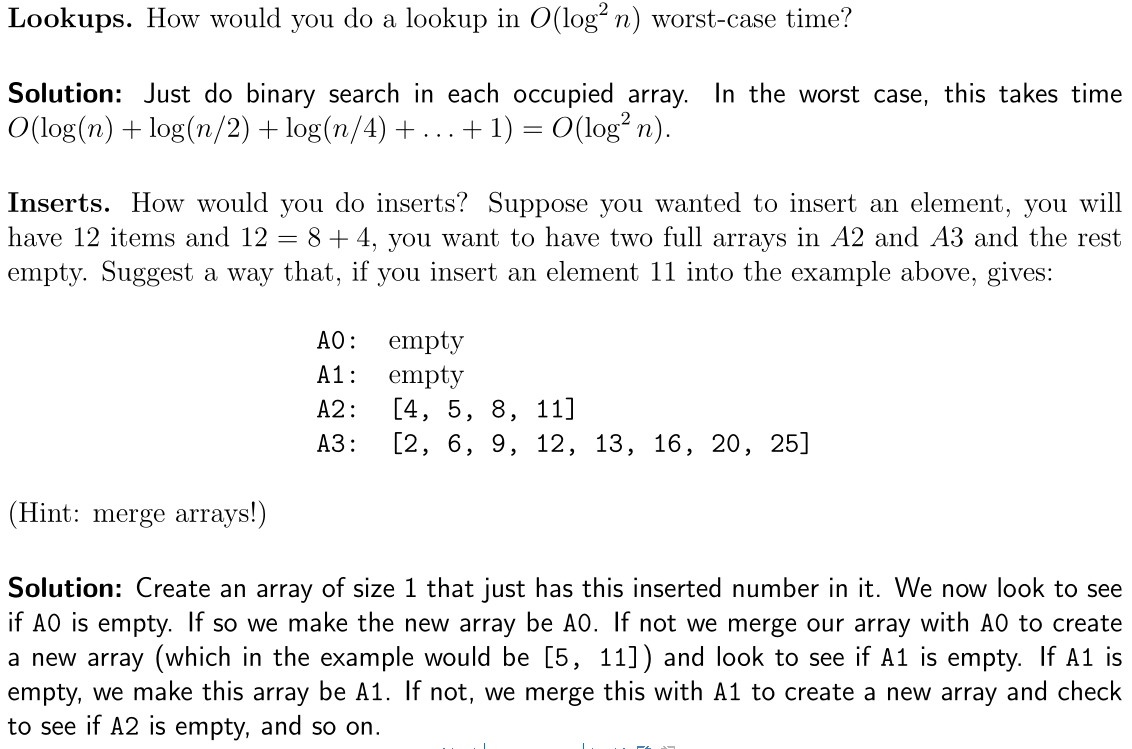 Lookups. How would you do a lookup in O(log² n) worst-case time?
Solution: Just do binary search in each occupied array. In the worst case, this takes time
O(log(n) + log(n/2) + log(n/4) + . . . + 1) = O(log² n).
Inserts. How would you do inserts? Suppose you wanted to insert an element, you will
have 12 items and 12 = 8 + 4, you want to have two full arrays in A2 and A3 and the rest
empty. Suggest a way that, if you insert an element 11 into the example above, gives:
A0: empty
A1: empty
A2: [4, 5, 8, 11]
A3: [2, 6, 9, 12, 13, 16, 20, 25]
(Hint: merge arrays!)
Solution: Create an array of size 1 that just has this inserted number in it. We now look to see
if A0 is empty. If so we make the new array be A0. If not we merge our array with A0 to create
a new array (which in the example would be [5, 11]) and look to see if A1 is empty. If A1 is
empty, we make this array be A1. If not, we merge this with A1 to create a new array and check
to see if A2 is empty, and so on.